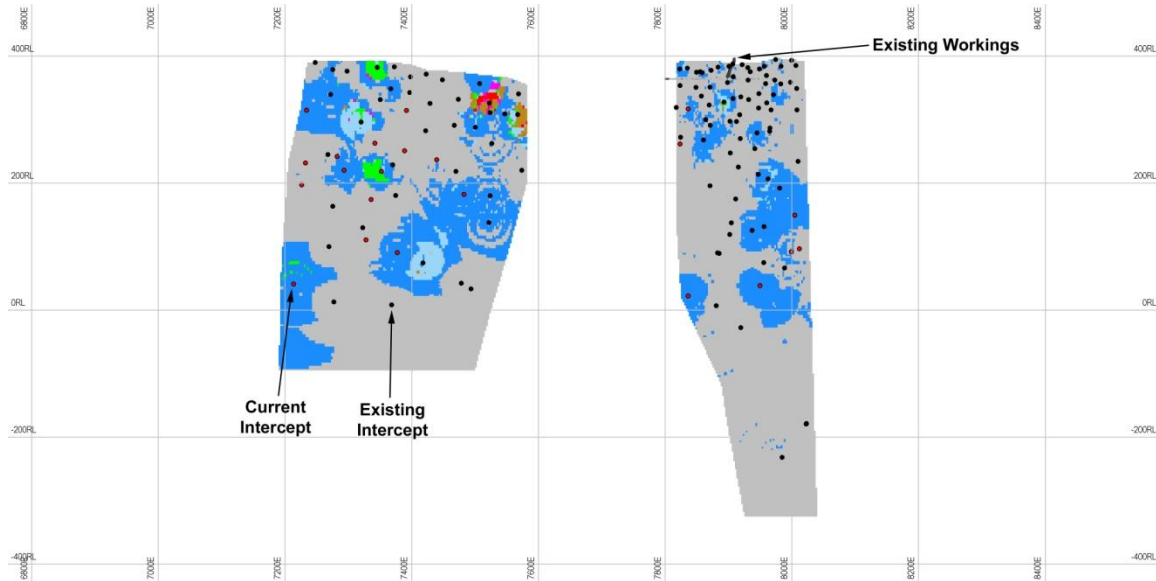 6800E
7000E
7200E
7400E
7600E
7800E
8000E
8200E
8400E
Existing Workings
400RL
400RL
200RL
200RL
0RL
0RL
Current
Intercept
Existing
Intercept
-200RL
-200RL
-400RL
-400RL
6800E
7000E
7200E
7400E
7600E
7800E
8000E
8200E
8400E